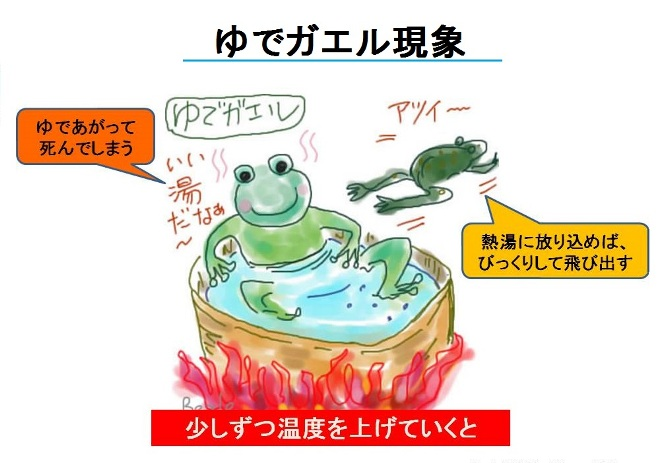 ゆでガエル現象
ゆであがって
死んでしまう
ゆでガエル
アツイ～
いい
湯
だなぁ
～
熱湯に放り込めば、
びっくりして飛び出す
少しずつ温度を上げていくと